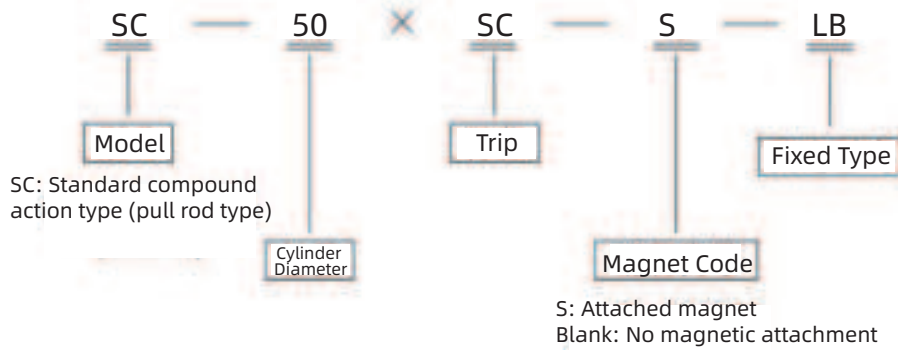 SC — 50 × SC — S — LB
Model
Trip
Fixed Type
SC: Standard compound
action type (pull rod type)
Cylinder
Diameter
Magnet Code
S: Attached magnet
Blank: No magnetic attachment